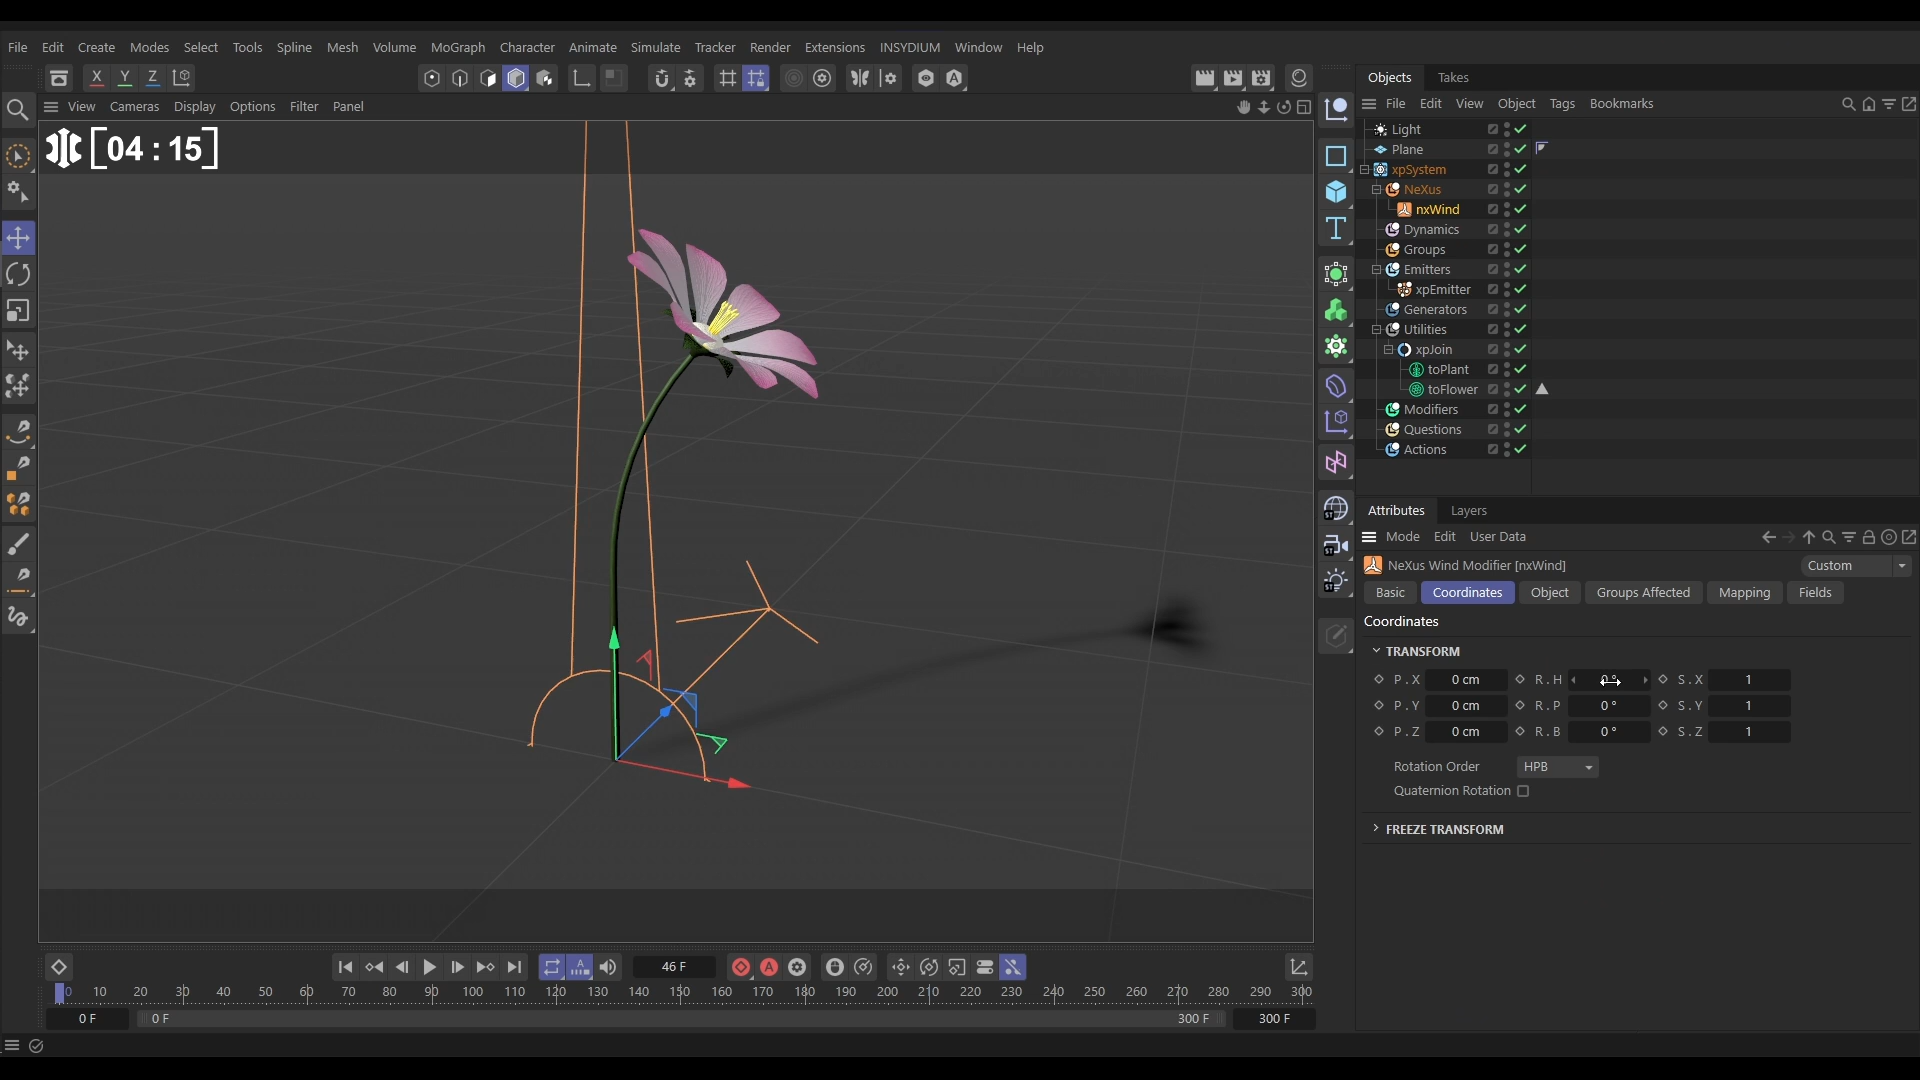 File Edit Create Modes Select Tools Spline Mesh Volume MoGraph Character Animate Simulate Tracker Render Extensions INSYDIUM Window Help
X Y Z
Objects Takes
View Cameras Display Options Filter Panel
File Edit View Object Tags Bookmarks
[04 : 15]
Light
Plane
xpSystem
NeXus
nxWind
Dynamics
Groups
Emitters
xpEmitter
Generators
Utilities
xpJoin
toPlant
toFlower
Modifiers
Questions
Actions
ST
ST
ST
Attributes Layers
Mode Edit User Data
NeXus Wind Modifier [nxWind] Custom
Basic Coordinates Object Groups Affected Mapping Fields
Coordinates
TRANSFORM
P . X 0 cm R . H 0 ° S . X 1
P . Y 0 cm R . P 0 ° S . Y 1
P . Z 0 cm R . B 0 ° S . Z 1
Rotation Order HPB
Quaternion Rotation
FREEZE TRANSFORM
A 46 F A
0 10 20 30 40 50 60 70 80 90 100 110 120 130 140 150 160 170 180 190 200 210 220 230 240 250 260 270 280 290 300
0 F 0 F 300 F 300 F